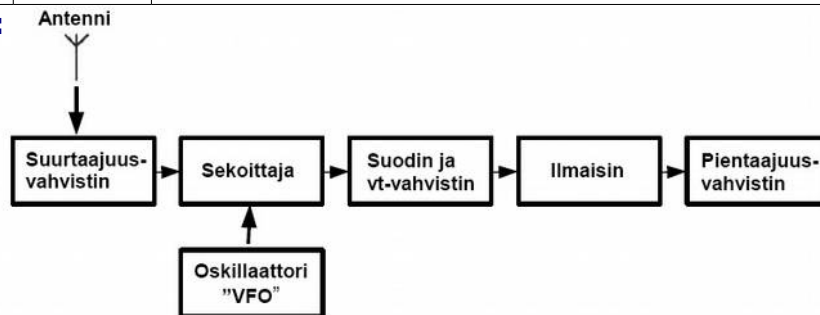 Antenni
Suurtaajuus-
vahvistin
Sekoittaja
Suodin ja
vt-vahvistin
Ilmaisin
Pientaajuus-
vahvistin
Oskillaattori
”VFO”